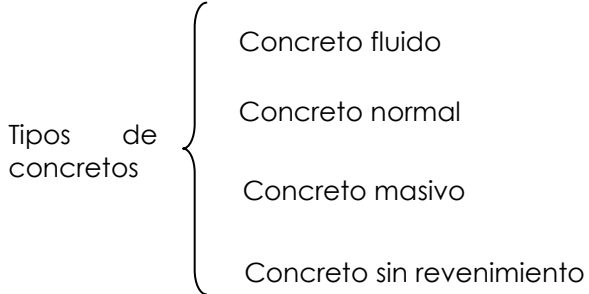 Concreto fluido
Concreto normal
Tipos de
concretos
Concreto masivo
Concreto sin revenimiento